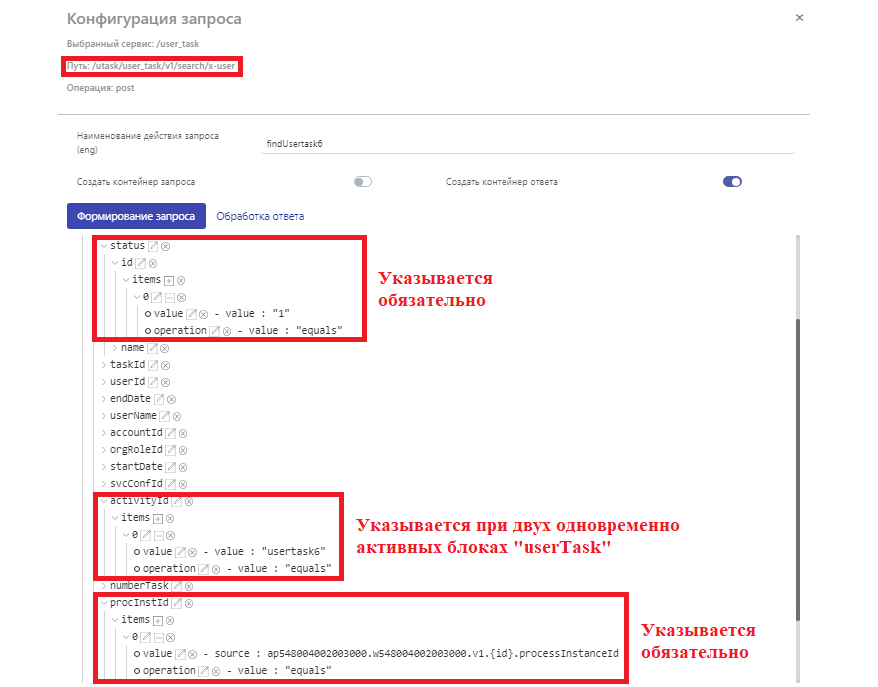 Конфигурация запроса
Выбранный сервис: /user_task
Путь: /utask/user_task/v1/search/x-user
Операция: post
Наименование действия запроса
(eng)
findUsertask6
Создать контейнер запроса
Создать контейнер ответа
Формирование запроса
Обработка ответа
status
id
items
0
value - value : "1"
operation - value : "equals"
Указывается
обязательно
name
taskId
userId
endDate
userName
accountId
orgRoleId
startDate
svcConfId
activityId
items
0
value - value : "usertask6"
operation - value : "equals"
Указывается при двух одновременно
активных блоках "userTask"
numberTask
procInstId
items
0
value - source : ap548004002003000.w548004002003000.v1.{id}.processInstanceId
operation - value : "equals"
Указывается
обязательно